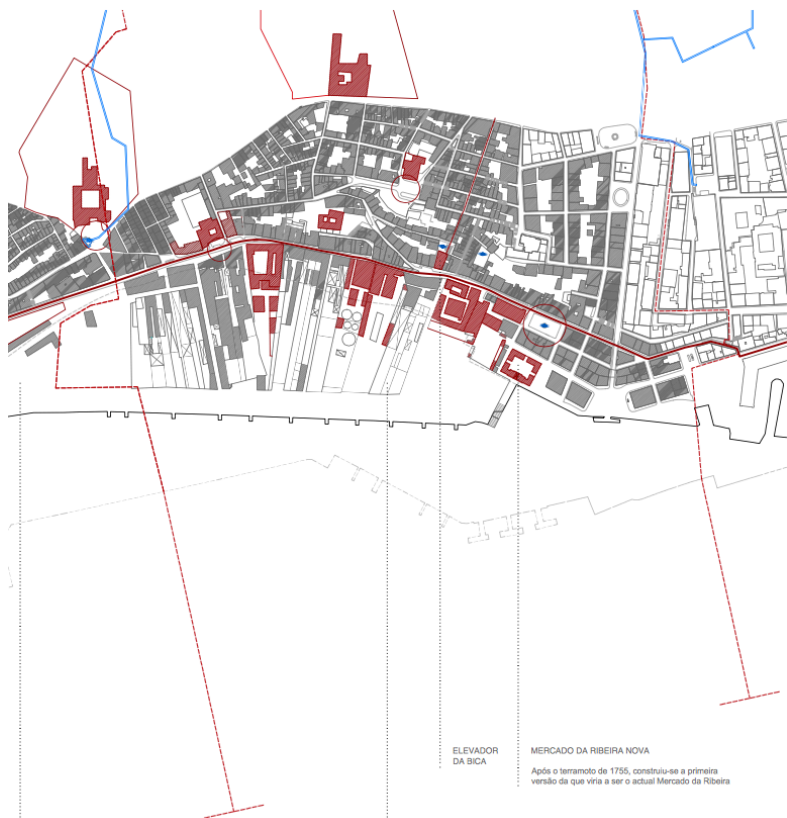 ELEVADOR
DA BICA
MERCADO DA RIBEIRA NOVA
Após o terramoto de 1755, construiu-se a primeira
versão da que viria a ser o actual Mercado da Ribeira